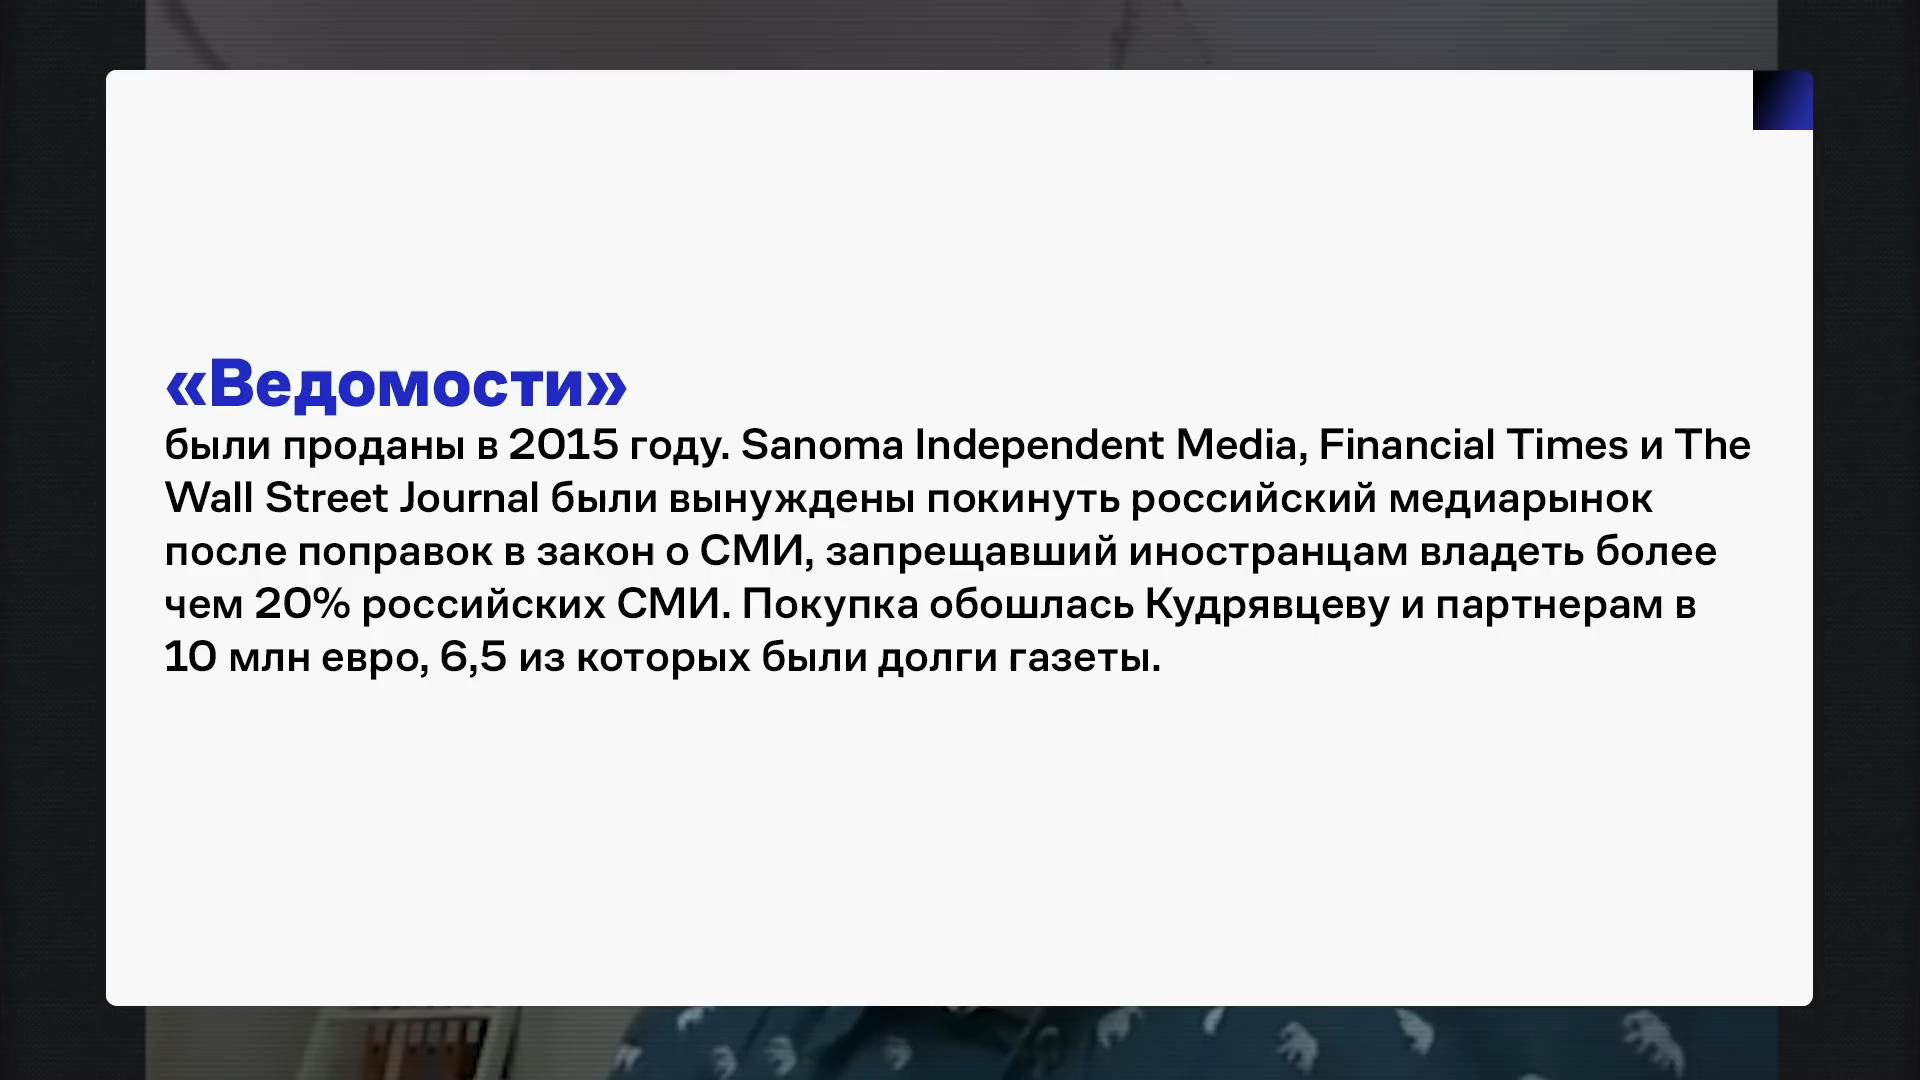 «Ведомости»
были проданы в 2015 году. Sanoma Independent Media, Financial Times и The
Wall Street Journal были вынуждены покинуть российский медиарынок
после поправок в закон о СМИ, запрещавший иностранцам владеть более
чем 20% российских СМИ. Покупка обошлась Кудрявцеву и партнерам в
10 млн евро, 6,5 из которых были долги газеты.